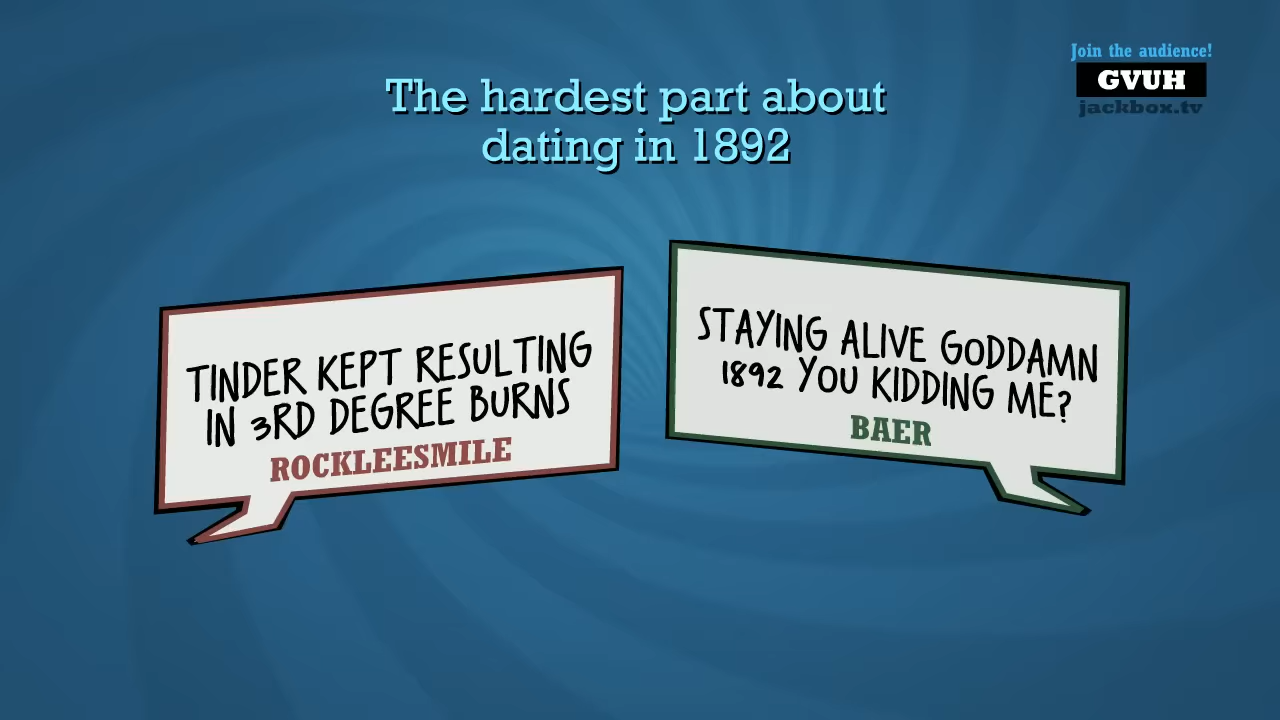 Join the audience!
GVUH
jackbox.tv
The hardest part about
dating in 1892
TINDER KEPT RESULTING
IN 3RD DEGREE BURNS
ROCKLEESMILE
STAYING ALIVE GODDAMN
1892 YOU KIDDING ME?
BAER